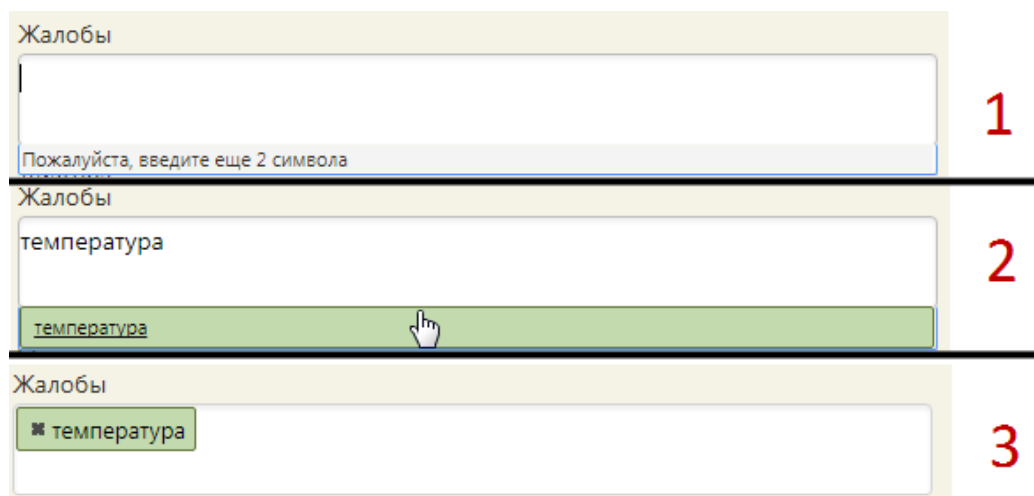 Жалобы
1
Пожалуйста, введите еще 2 символа
Жалобы
температура
2
температура
Жалобы
✖ температура
3